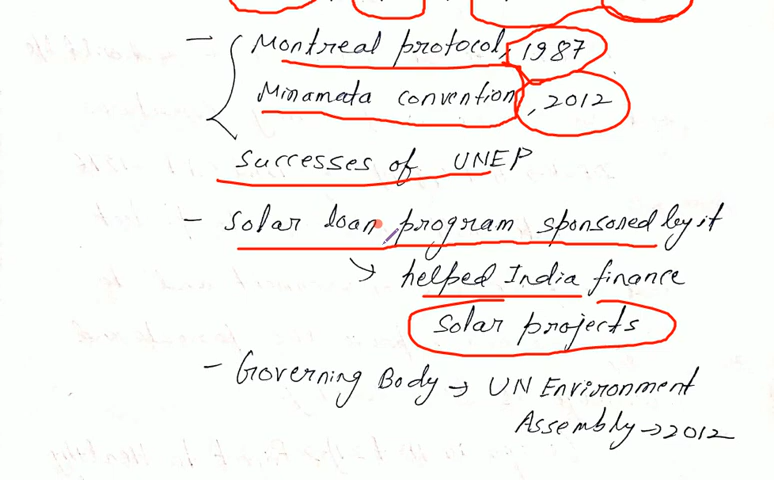 - Montreal protocol, 1987
Minamata convention, 2012
Successes of UNEP
- Solar loan program sponsored by it
↳ helped India finance
solar projects
- Governing Body → UN Environment
Assembly → 2012